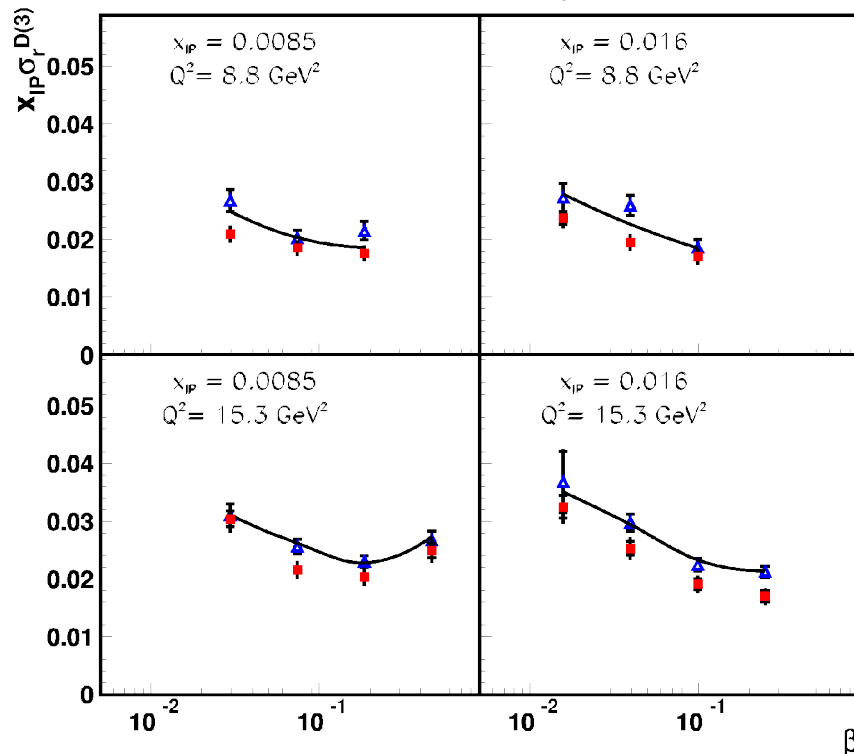 x_IP σ_r^D(3)
x_IP = 0.0085
Q²= 8.8 GeV²
x_IP = 0.016
Q²= 8.8 GeV²
0.05
0.04
0.03
0.02
0.01
0
x_IP = 0.0085
Q²= 15.3 GeV²
x_IP = 0.016
Q²= 15.3 GeV²
0.05
0.04
0.03
0.02
0.01
0
10⁻² 10⁻¹ 10⁻² 10⁻¹
β